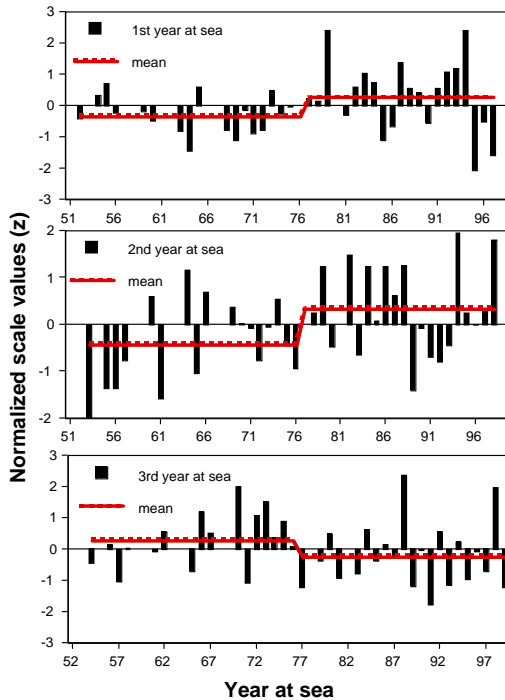 Normalized scale values (z)
3
2
1
0
-1
-2
-3
1st year at sea
mean
51 56 61 66 71 76 81 86 91 96
2
1
0
-1
-2
2nd year at sea
mean
51 56 61 66 71 76 81 86 91 96
3
2
1
0
-1
-2
-3
3rd year at sea
mean
52 57 62 67 72 77 82 87 92 97
Year at sea